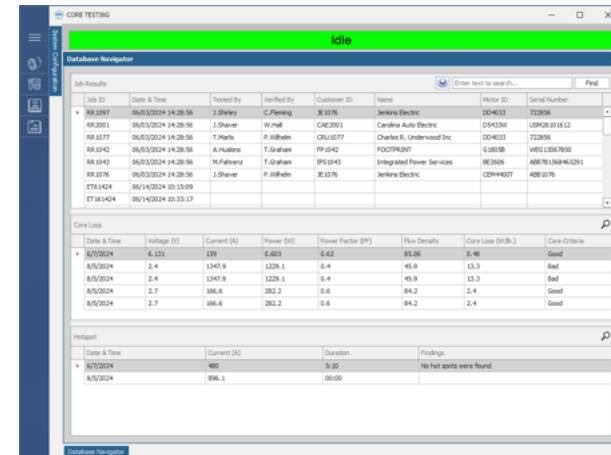 CORE TESTING
Idle
System Configuration
Database Navigator
Job Results
Enter text to search...
Find
Job ID Date & Time Tested By Verified By Customer ID Name Motor ID Serial Number
RR1097 06/03/2024 14:28:56 J.Shirley C.Fleming JE1076 Jenkins Electric DD4033 722856
RR2001 06/03/2024 14:28:56 J.Shaver W.Hall CAE2001 Carolina Auto Electric D5433W USM26101612
RR1077 06/03/2024 14:28:56 T.Marlo P.Wilhelm CRU1077 Charles R. Underwood Inc DD4033 722856
RR1042 06/03/2024 14:28:56 A.Huskins T.Graham FP1042 FOOTPRINT G1805B WEG13067850
RR1043 06/03/2024 14:28:56 M.Fahrenz T.Graham IPS1043 Integrated Power Services BE2606 ABB781568463291
RR1076 06/03/2024 14:28:56 J.Shaver P.Wilhelm JE1076 Jenkins Electric CEM4400T ABB1076
ET61424 06/14/2024 10:15:09
ET161424 06/14/2024 10:33:17
Core Loss
Date & Time Voltage (V) Current (A) Power (W) Power Factor (PF) Flux Density Core Loss (W/lb.) Core Criteria
6/7/2024 6.131 159 0.603 0.62 85.06 0.48 Good
8/5/2024 2.4 1347.9 1229.1 0.4 45.9 13.3 Bad
8/5/2024 2.4 1347.9 1229.1 0.4 45.9 13.3 Bad
8/5/2024 2.7 166.6 282.2 0.6 84.2 2.4 Good
8/5/2024 2.7 166.6 282.2 0.6 84.2 2.4 Good
Hotspot
Date & Time Current (A) Duration Findings
6/7/2024 480 5:10 No hot spots were found
8/5/2024 896.1 00:00
Database Navigator